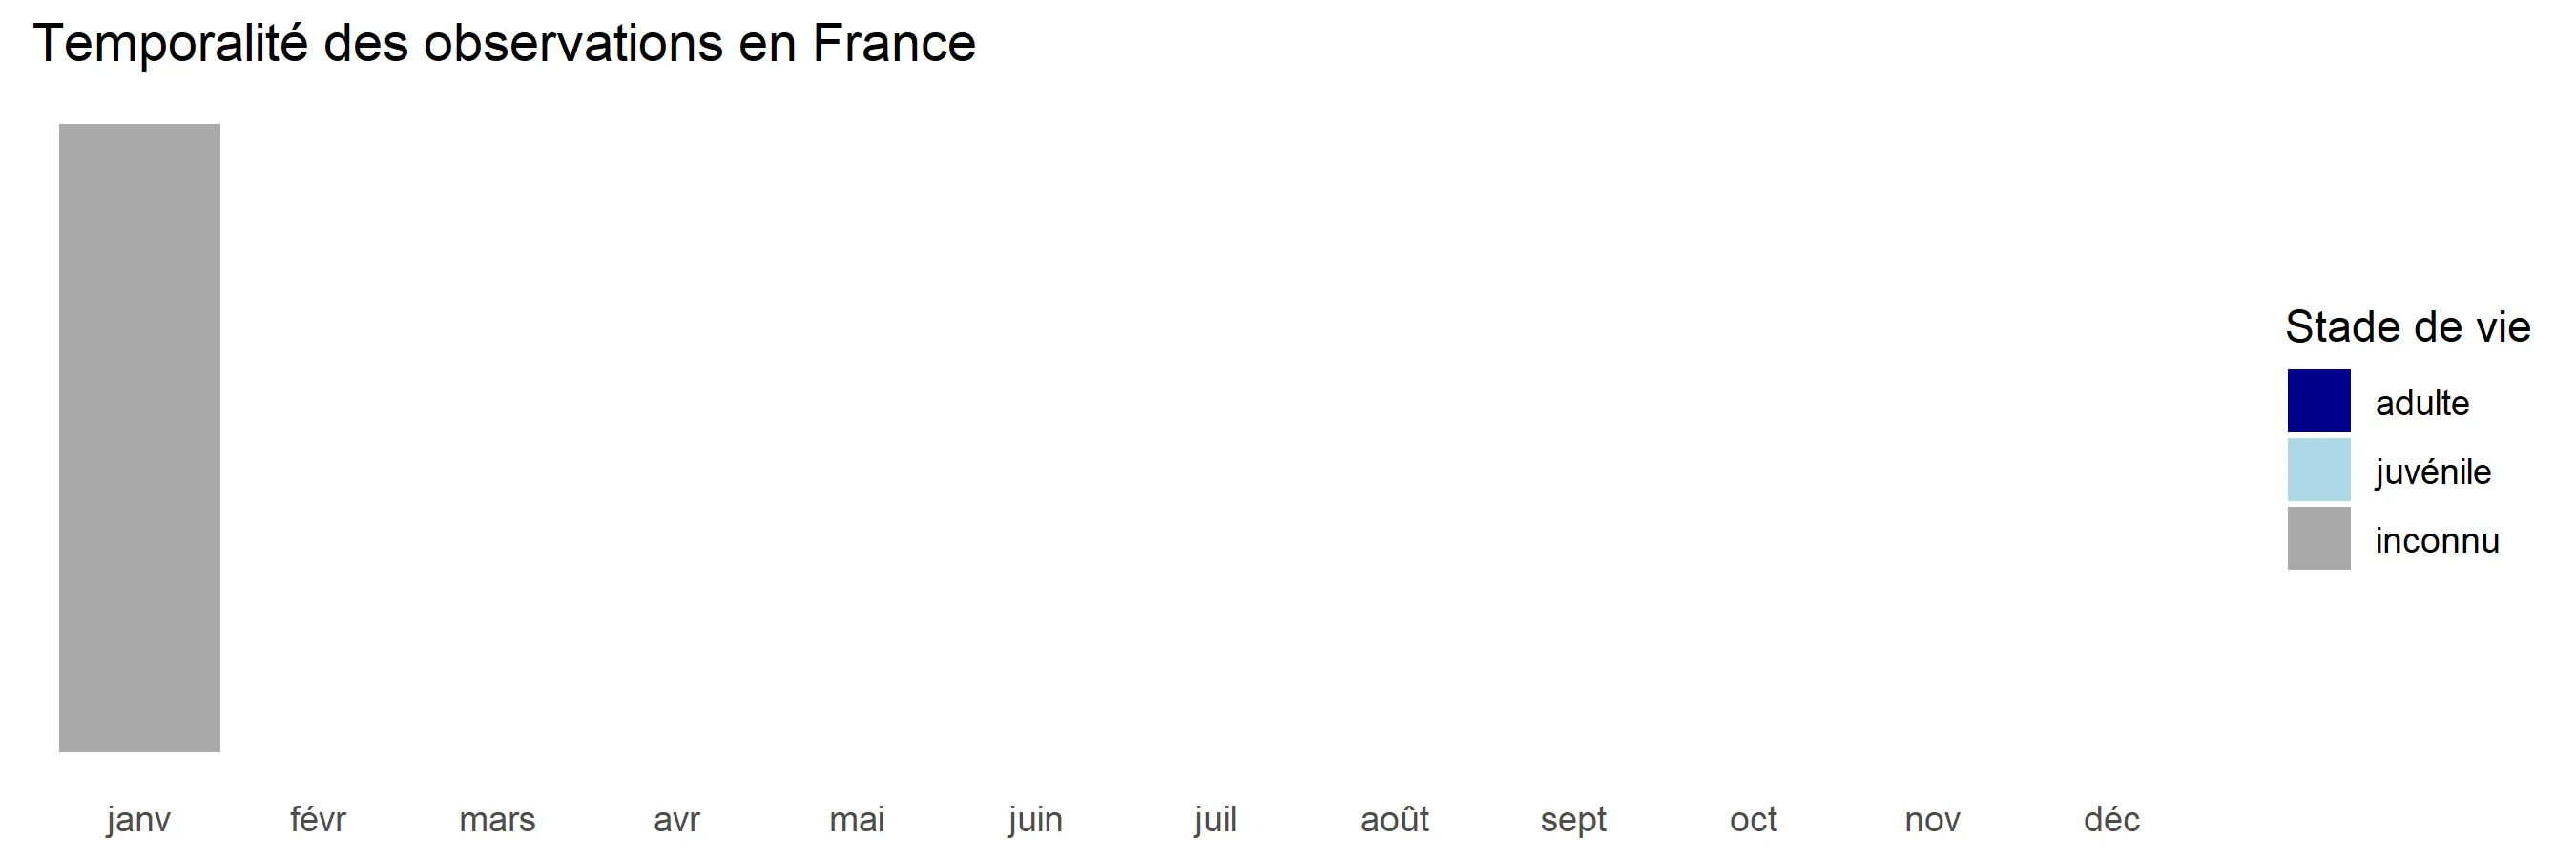 Temporalité des observations en France
Stade de vie
adulte
juvénile
inconnu
janv févr mars avr mai juin juil août sept oct nov déc